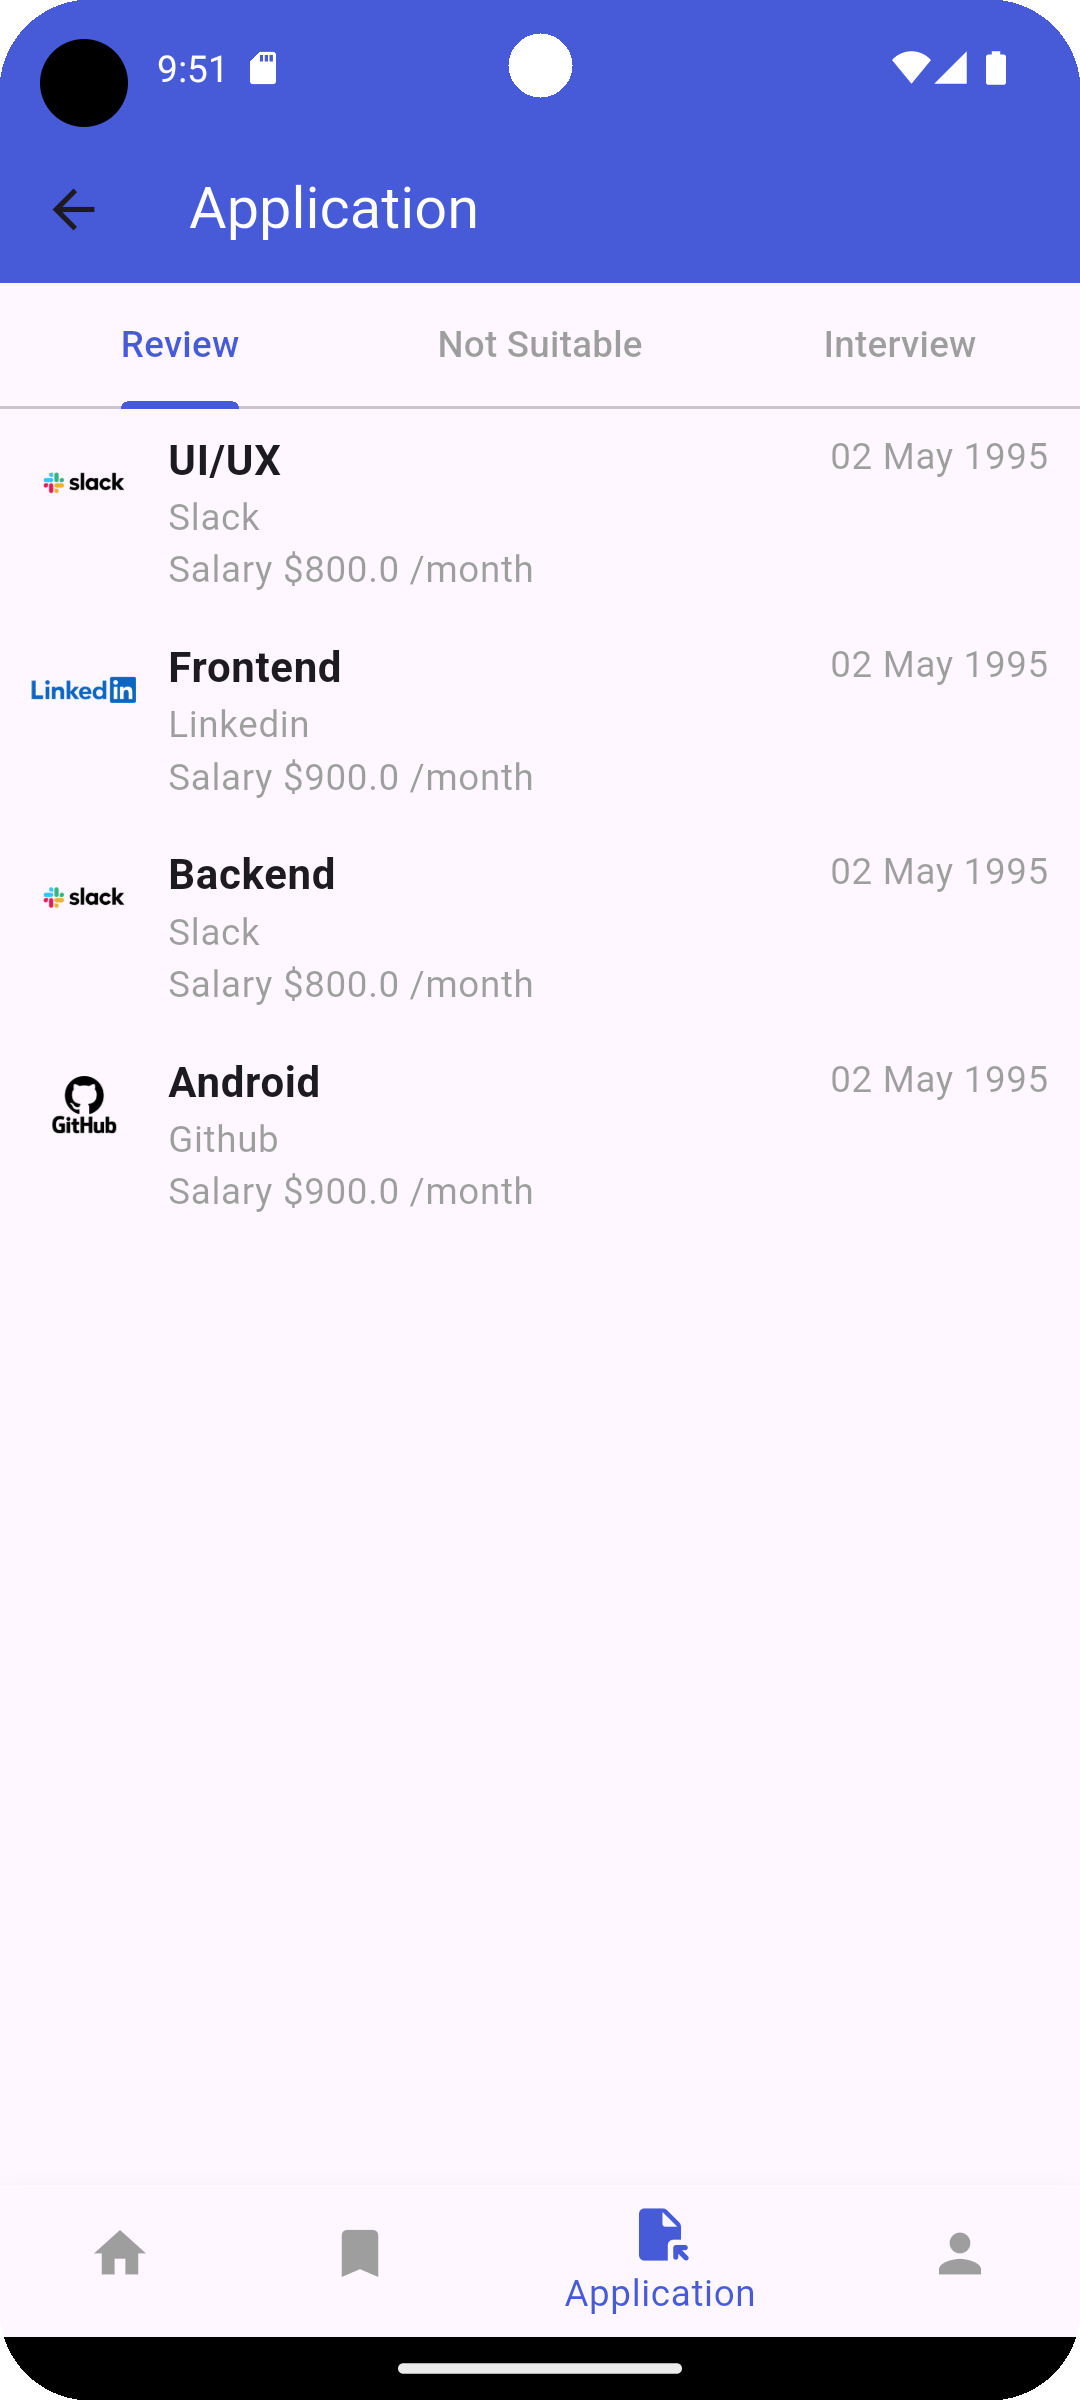 9:51
Application
Review Not Suitable Interview
slack UI/UX 02 May 1995
Slack
Salary $800.0 /month
Linkedin Frontend 02 May 1995
Linkedin
Salary $900.0 /month
slack Backend 02 May 1995
Slack
Salary $800.0 /month
GitHub Android 02 May 1995
Github
Salary $900.0 /month
Application